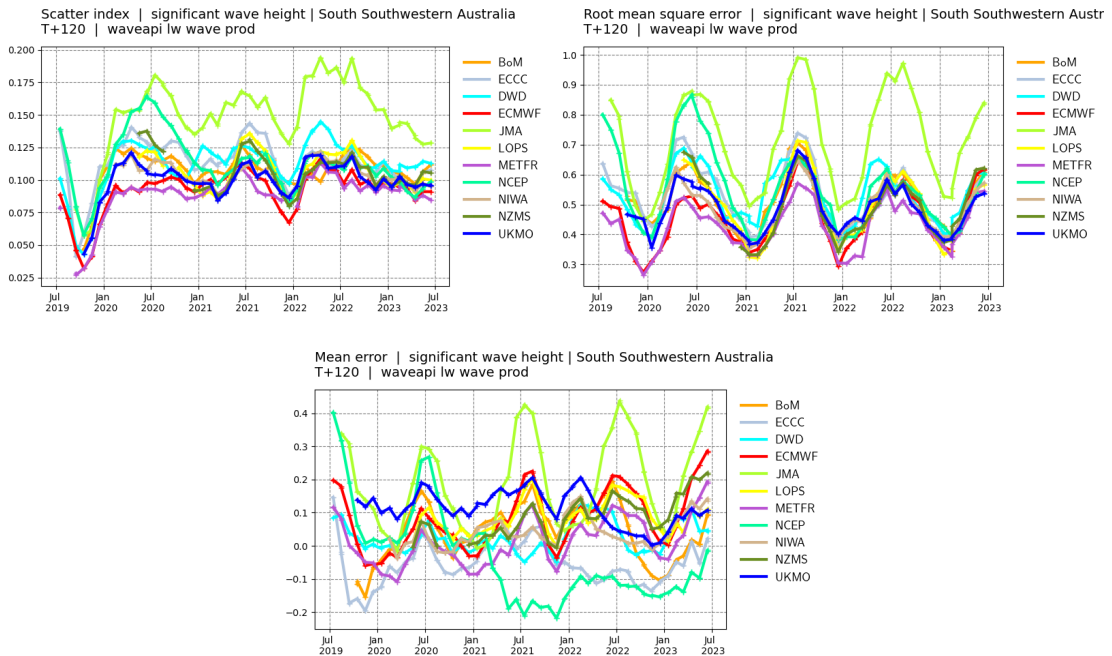 Scatter index | significant wave height | South Southwestern Australia
T+120 | waveapi lw wave prod
0.200
0.175
0.150
0.125
0.100
0.075
0.050
0.025
Jul 2019
Jan 2020
Jul 2020
Jan 2021
Jul 2021
Jan 2022
Jul 2022
Jan 2023
Jul 2023
BoM
ECCC
DWD
ECMWF
JMA
LOPS
METFR
NCEP
NIWA
NZMS
UKMO
Root mean square error | significant wave height | South Southwestern Austr
T+120 | waveapi lw wave prod
1.0
0.9
0.8
0.7
0.6
0.5
0.4
0.3
Jul 2019
Jan 2020
Jul 2020
Jan 2021
Jul 2021
Jan 2022
Jul 2022
Jan 2023
Jul 2023
BoM
ECCC
DWD
ECMWF
JMA
LOPS
METFR
NCEP
NIWA
NZMS
UKMO
Mean error | significant wave height | South Southwestern Australia
T+120 | waveapi lw wave prod
0.4
0.3
0.2
0.1
0.0
−0.1
−0.2
Jul 2019
Jan 2020
Jul 2020
Jan 2021
Jul 2021
Jan 2022
Jul 2022
Jan 2023
Jul 2023
BoM
ECCC
DWD
ECMWF
JMA
LOPS
METFR
NCEP
NIWA
NZMS
UKMO